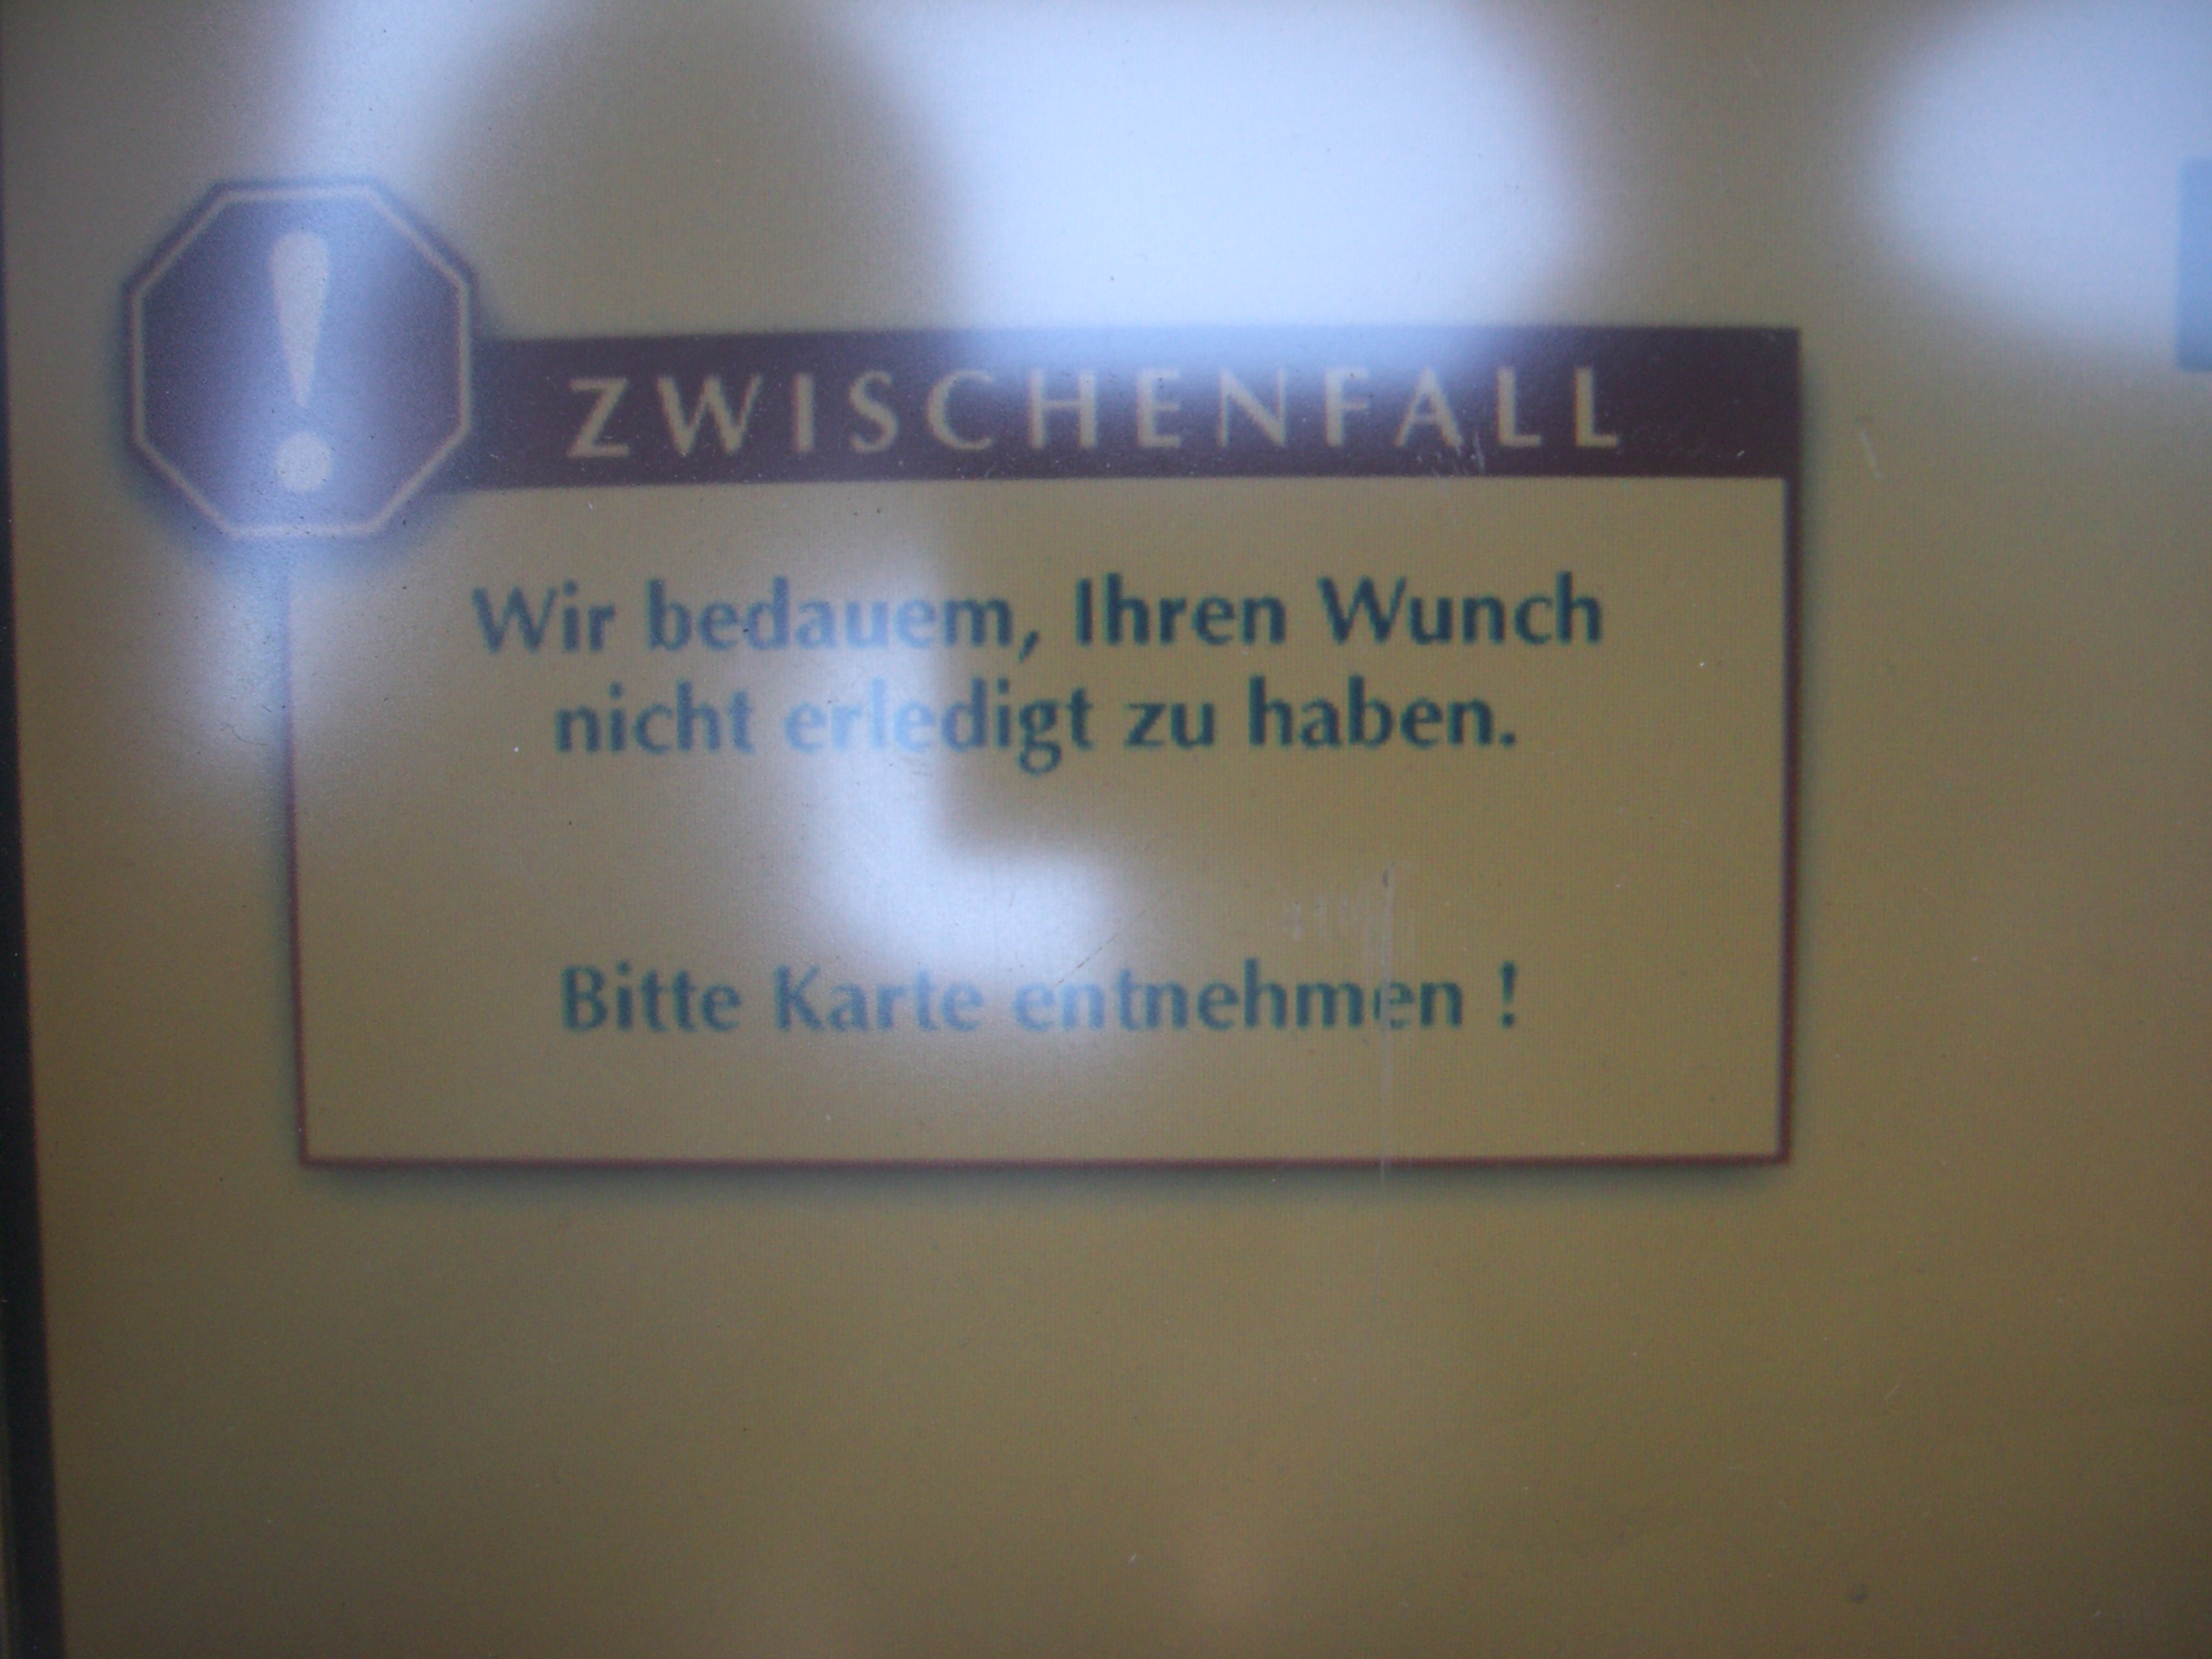 ZWISCHENFALL
Wir bedauem, Ihren Wunch
nicht erledigt zu haben.
Bitte Karte entnehmen !